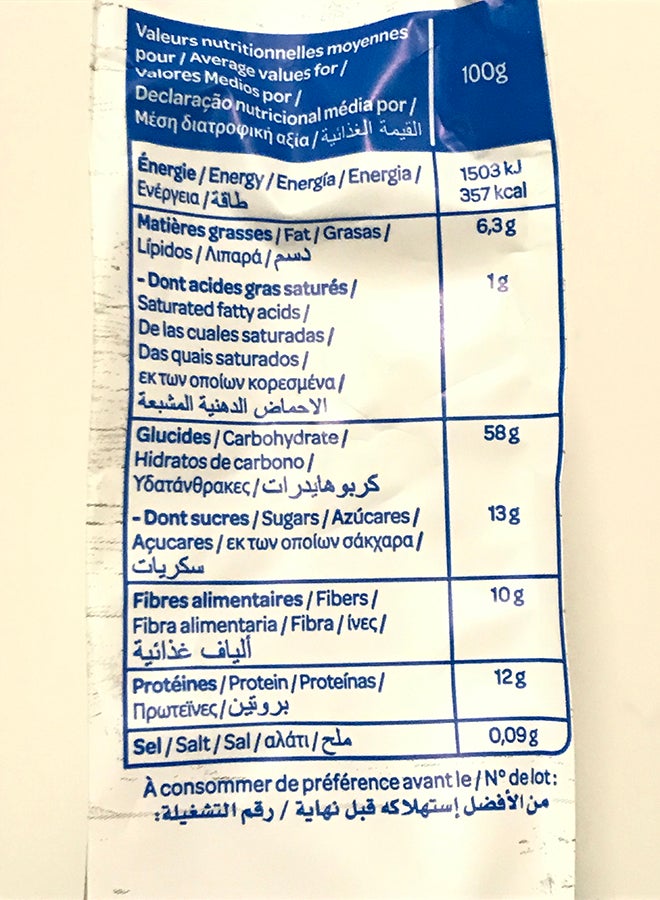 Valeurs nutritionnelles moyennes
pour / Average values for /
Valores Medios por /
Declaração nutricional média por /
Μέση διατροφική αξία / القيمة الغذائية
100g
Énergie / Energy / Energía / Energia /
Ενέργεια / طاقة
1503 kJ
357 kcal
Matières grasses / Fat / Grasas /
Lípidos / Λιπαρά / دسم
6,3 g
- Dont acides gras saturés /
Saturated fatty acids /
De las cuales saturadas /
Das quais saturados /
εκ των οποίων κορεσμένα /
الاحماض الدهنية المشبعة
1 g
Glucides / Carbohydrate /
Hidratos de carbono /
Υδατάνθρακες / كربوهايدرات
58 g
- Dont sucres / Sugars / Azúcares /
Açucares / εκ των οποίων σάκχαρα /
سكريات
13 g
Fibres alimentaires / Fibers /
Fibra alimentaria / Fibra / ίνες /
ألياف غذائية
10 g
Protéines / Protein / Proteínas /
Πρωτεΐνες / بروتين
12 g
Sel / Salt / Sal / αλάτι / ملح
0,09 g
À consommer de préférence avant le / N° de lot :
من الأفضل إستهلاكه قبل نهاية / رقم التشغيلة: